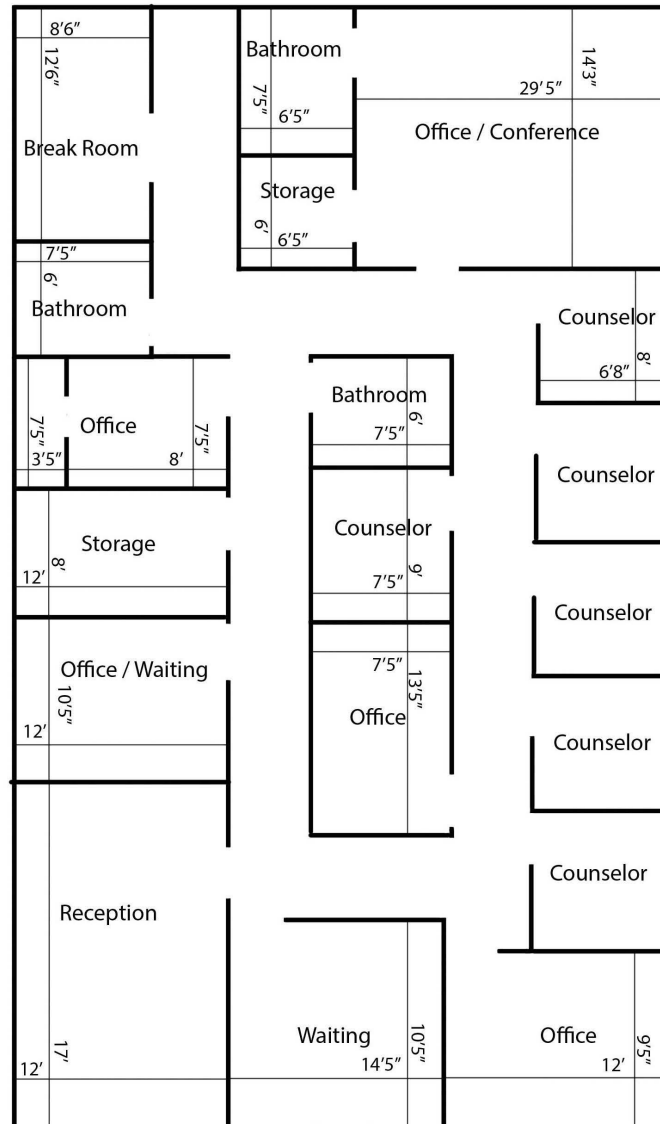 8'6"
12'6"
Break Room
Bathroom
7'5"
6'5"
Storage
6'
6'5"
14'3"
29'5"
Office / Conference
7'5"
6'
Bathroom
Counselor
8'
6'8"
7'5"
3'5"
Office
7'5"
8'
Bathroom
6'
7'5"
Counselor
Storage
8'
12'
Counselor
9'
7'5"
Counselor
Office / Waiting
10'5"
12'
7'5"
13'5"
Office
Counselor
Reception
17'
12'
Counselor
Waiting
10'5"
14'5"
Office
9'5"
12'